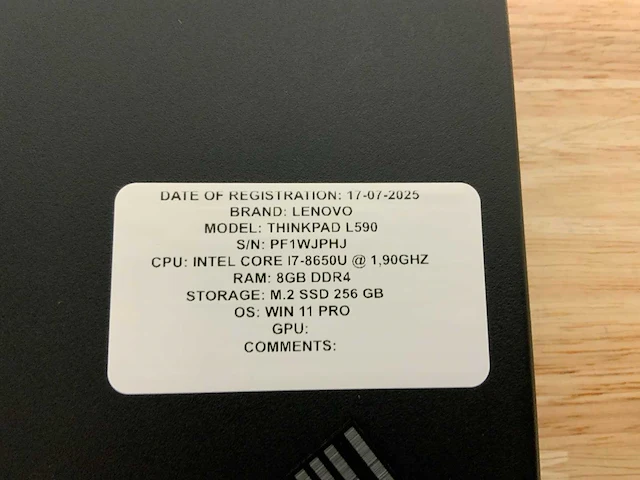 DATE OF REGISTRATION: 17-07-2025
BRAND: LENOVO
MODEL: THINKPAD L590
S/N: PF1WJPHJ
CPU: INTEL CORE I7-8650U @ 1,90GHZ
RAM: 8GB DDR4
STORAGE: M.2 SSD 256 GB
OS: WIN 11 PRO
GPU:
COMMENTS: